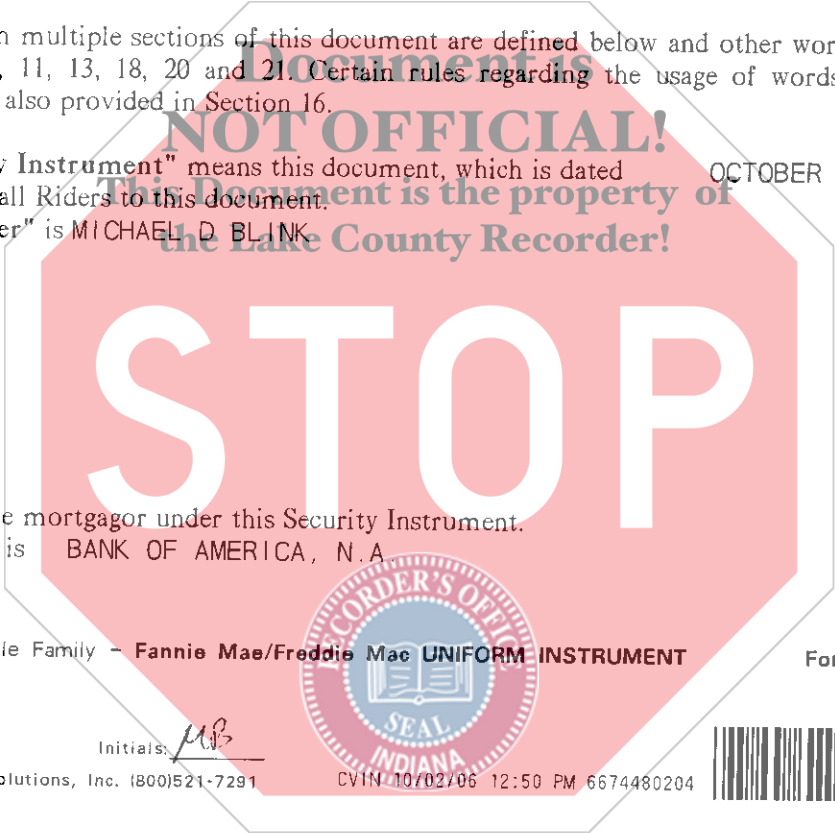 n multiple sections of this document are defined below and other wor
, 11, 13, 18, 20 and 21. Certain rules regarding the usage of words
also provided in Section 16.
Document is
NOT OFFICIAL!
This Document is the property of
the Lake County Recorder!
y Instrument" means this document, which is dated OCTOBER
all Riders to this document.
er" is MICHAEL D BLINK
STOP
e mortgagor under this Security Instrument.
is BANK OF AMERICA, N.A.
RECORDER'S OFFICE
SEAL
INDIANA
le Family - Fannie Mae/Freddie Mac UNIFORM INSTRUMENT For
Initials: MB
olutions, Inc. (800)521-7291 CVIN 10/02/06 12:50 PM 6674480204